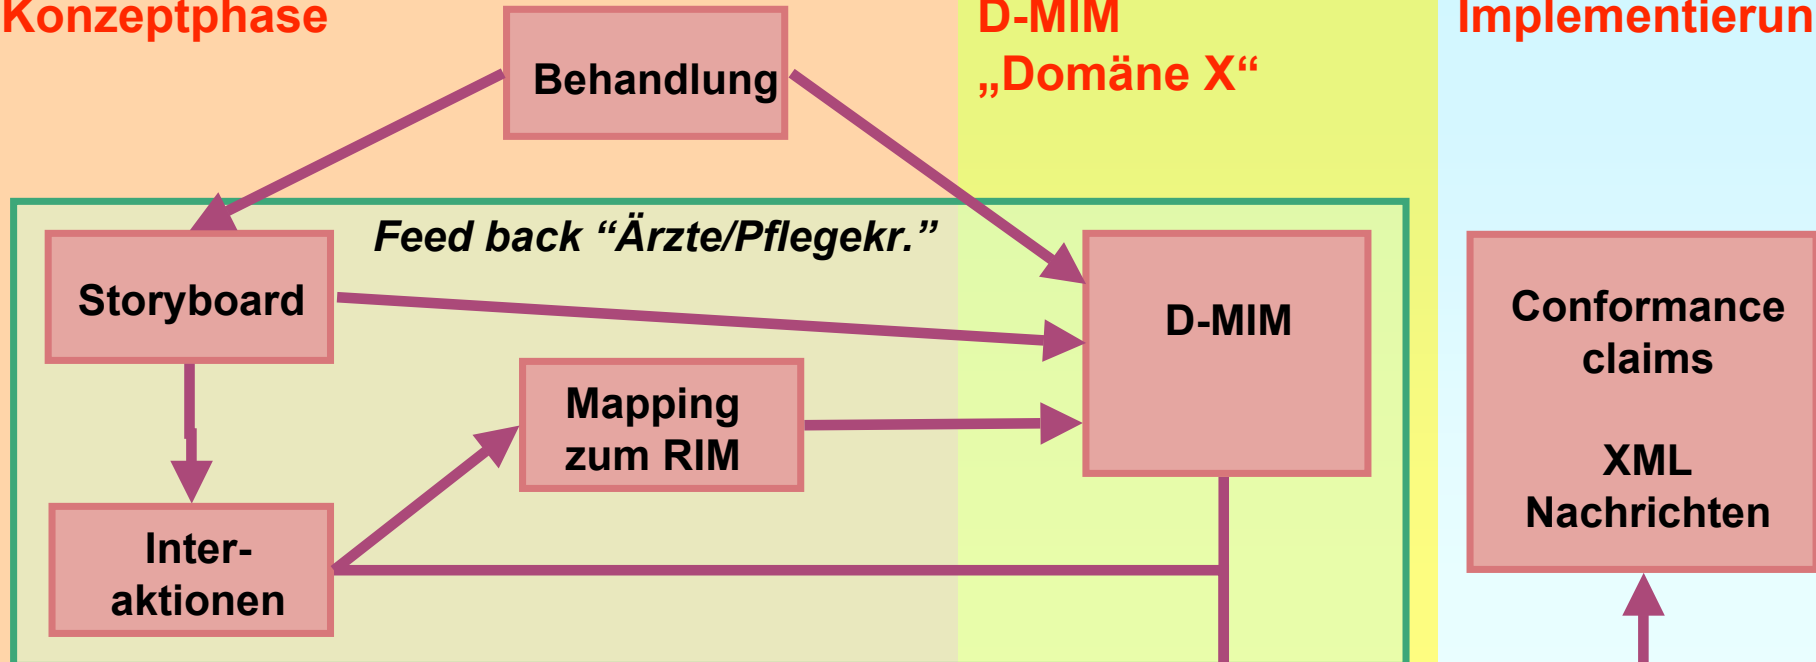 Konzeptphase
D-MIM
„Domäne X“
Implementierun
Behandlung
Feed back “Ärzte/Pflegekr.”
Storyboard
D-MIM
Mapping
zum RIM
Inter-
aktionen
Conformance
claims
XML
Nachrichten